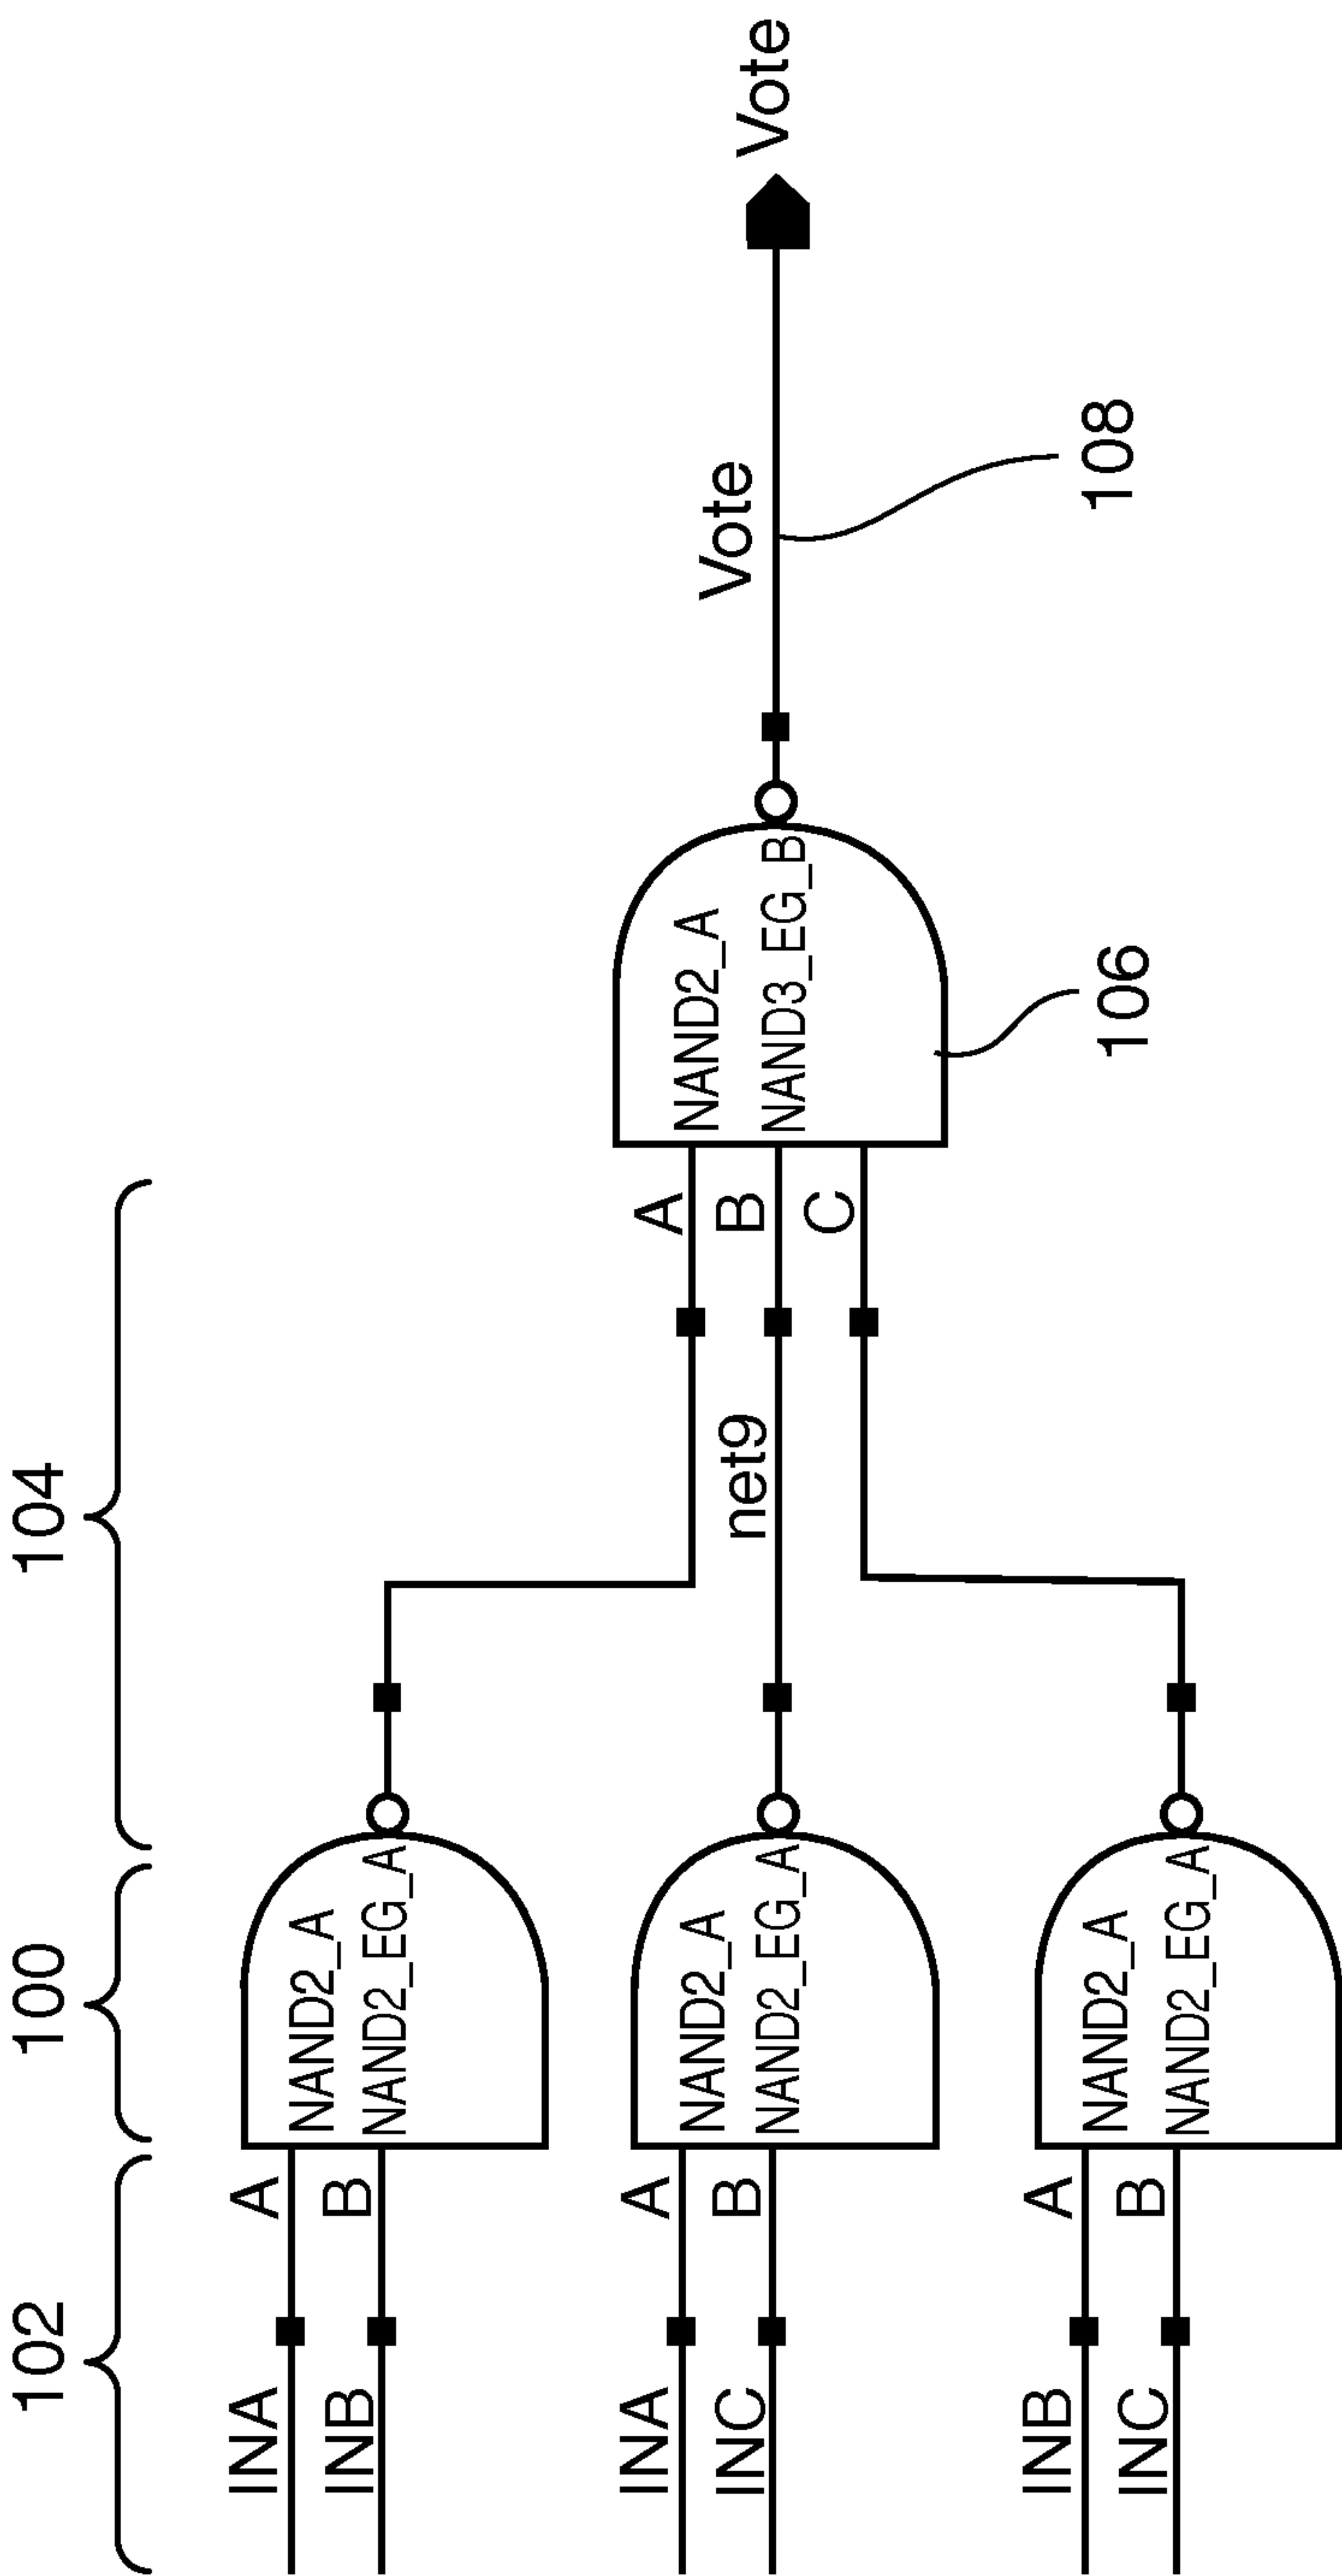 102
100
104
INA
A
NAND2_A
INB
B
NAND2_EG_A
INA
A
NAND2_A
INC
B
NAND2_EG_A
net9
INB
A
NAND2_A
INC
B
NAND2_EG_A
A
NAND2_A
B
NAND3_EG_B
C
106
Vote
108
Vote